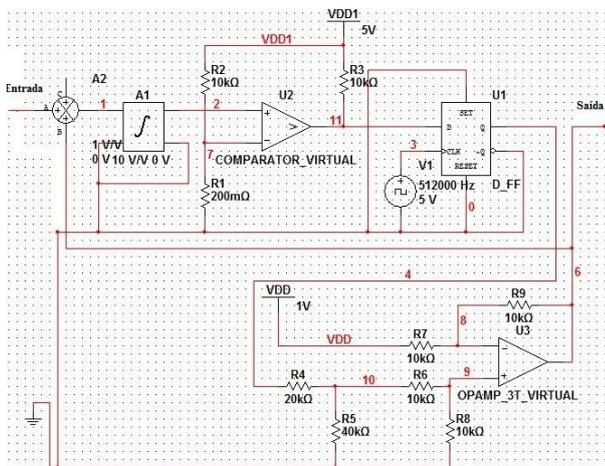 VDD1
5V
VDD1
R2
10kΩ
R3
10kΩ
Entrada
A2
C
A
B
1
A1
∫
1 V/V
0 V 10 V/V 0 V
2
7
U2
+
−
COMPARATOR_VIRTUAL
11
R1
200mΩ
U1
SET
D
Q
CLK
~Q
RESET
D_FF
Saída
3
V1
512000 Hz
5 V
0
4
6
VDD
1V
VDD
R9
10kΩ
8
U3
R7
10kΩ
R4
20kΩ
10
R6
10kΩ
9
−
+
OPAMP_3T_VIRTUAL
R5
40kΩ
R8
10kΩ